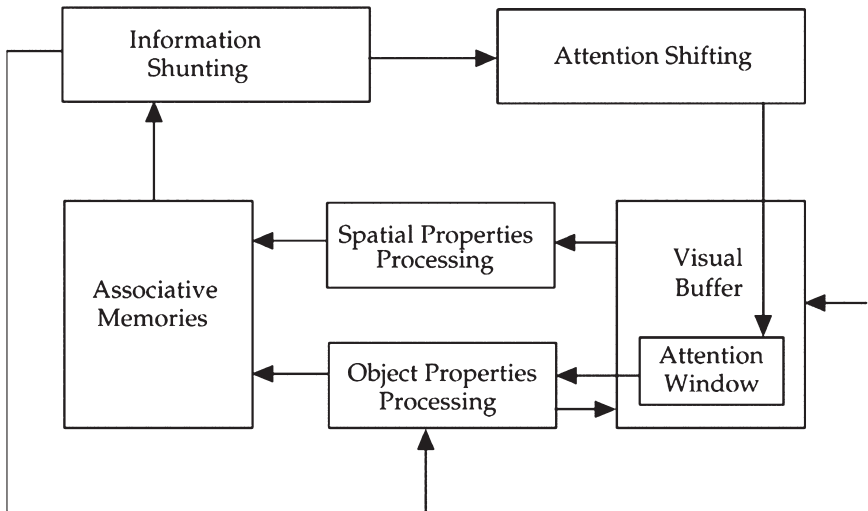 Information
Shunting
Attention Shifting
Spatial Properties
Processing
Visual
Buffer
Associative
Memories
Object Properties
Processing
Attention
Window